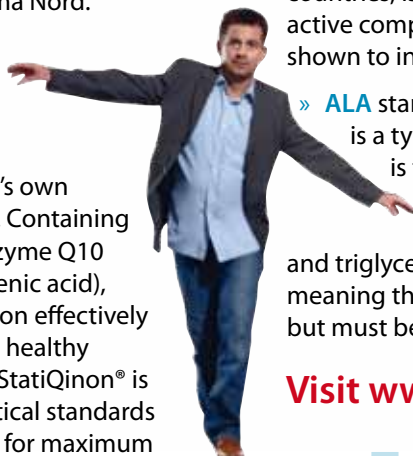 na Nord.
's own
Containing
zyme Q10
enic acid),
on effectively
healthy
StatiQinon® is
tical standards
for maximum
active comp
shown to in
» ALA star
is a ty
is
and triglyce
meaning th
but must be
Visit ww